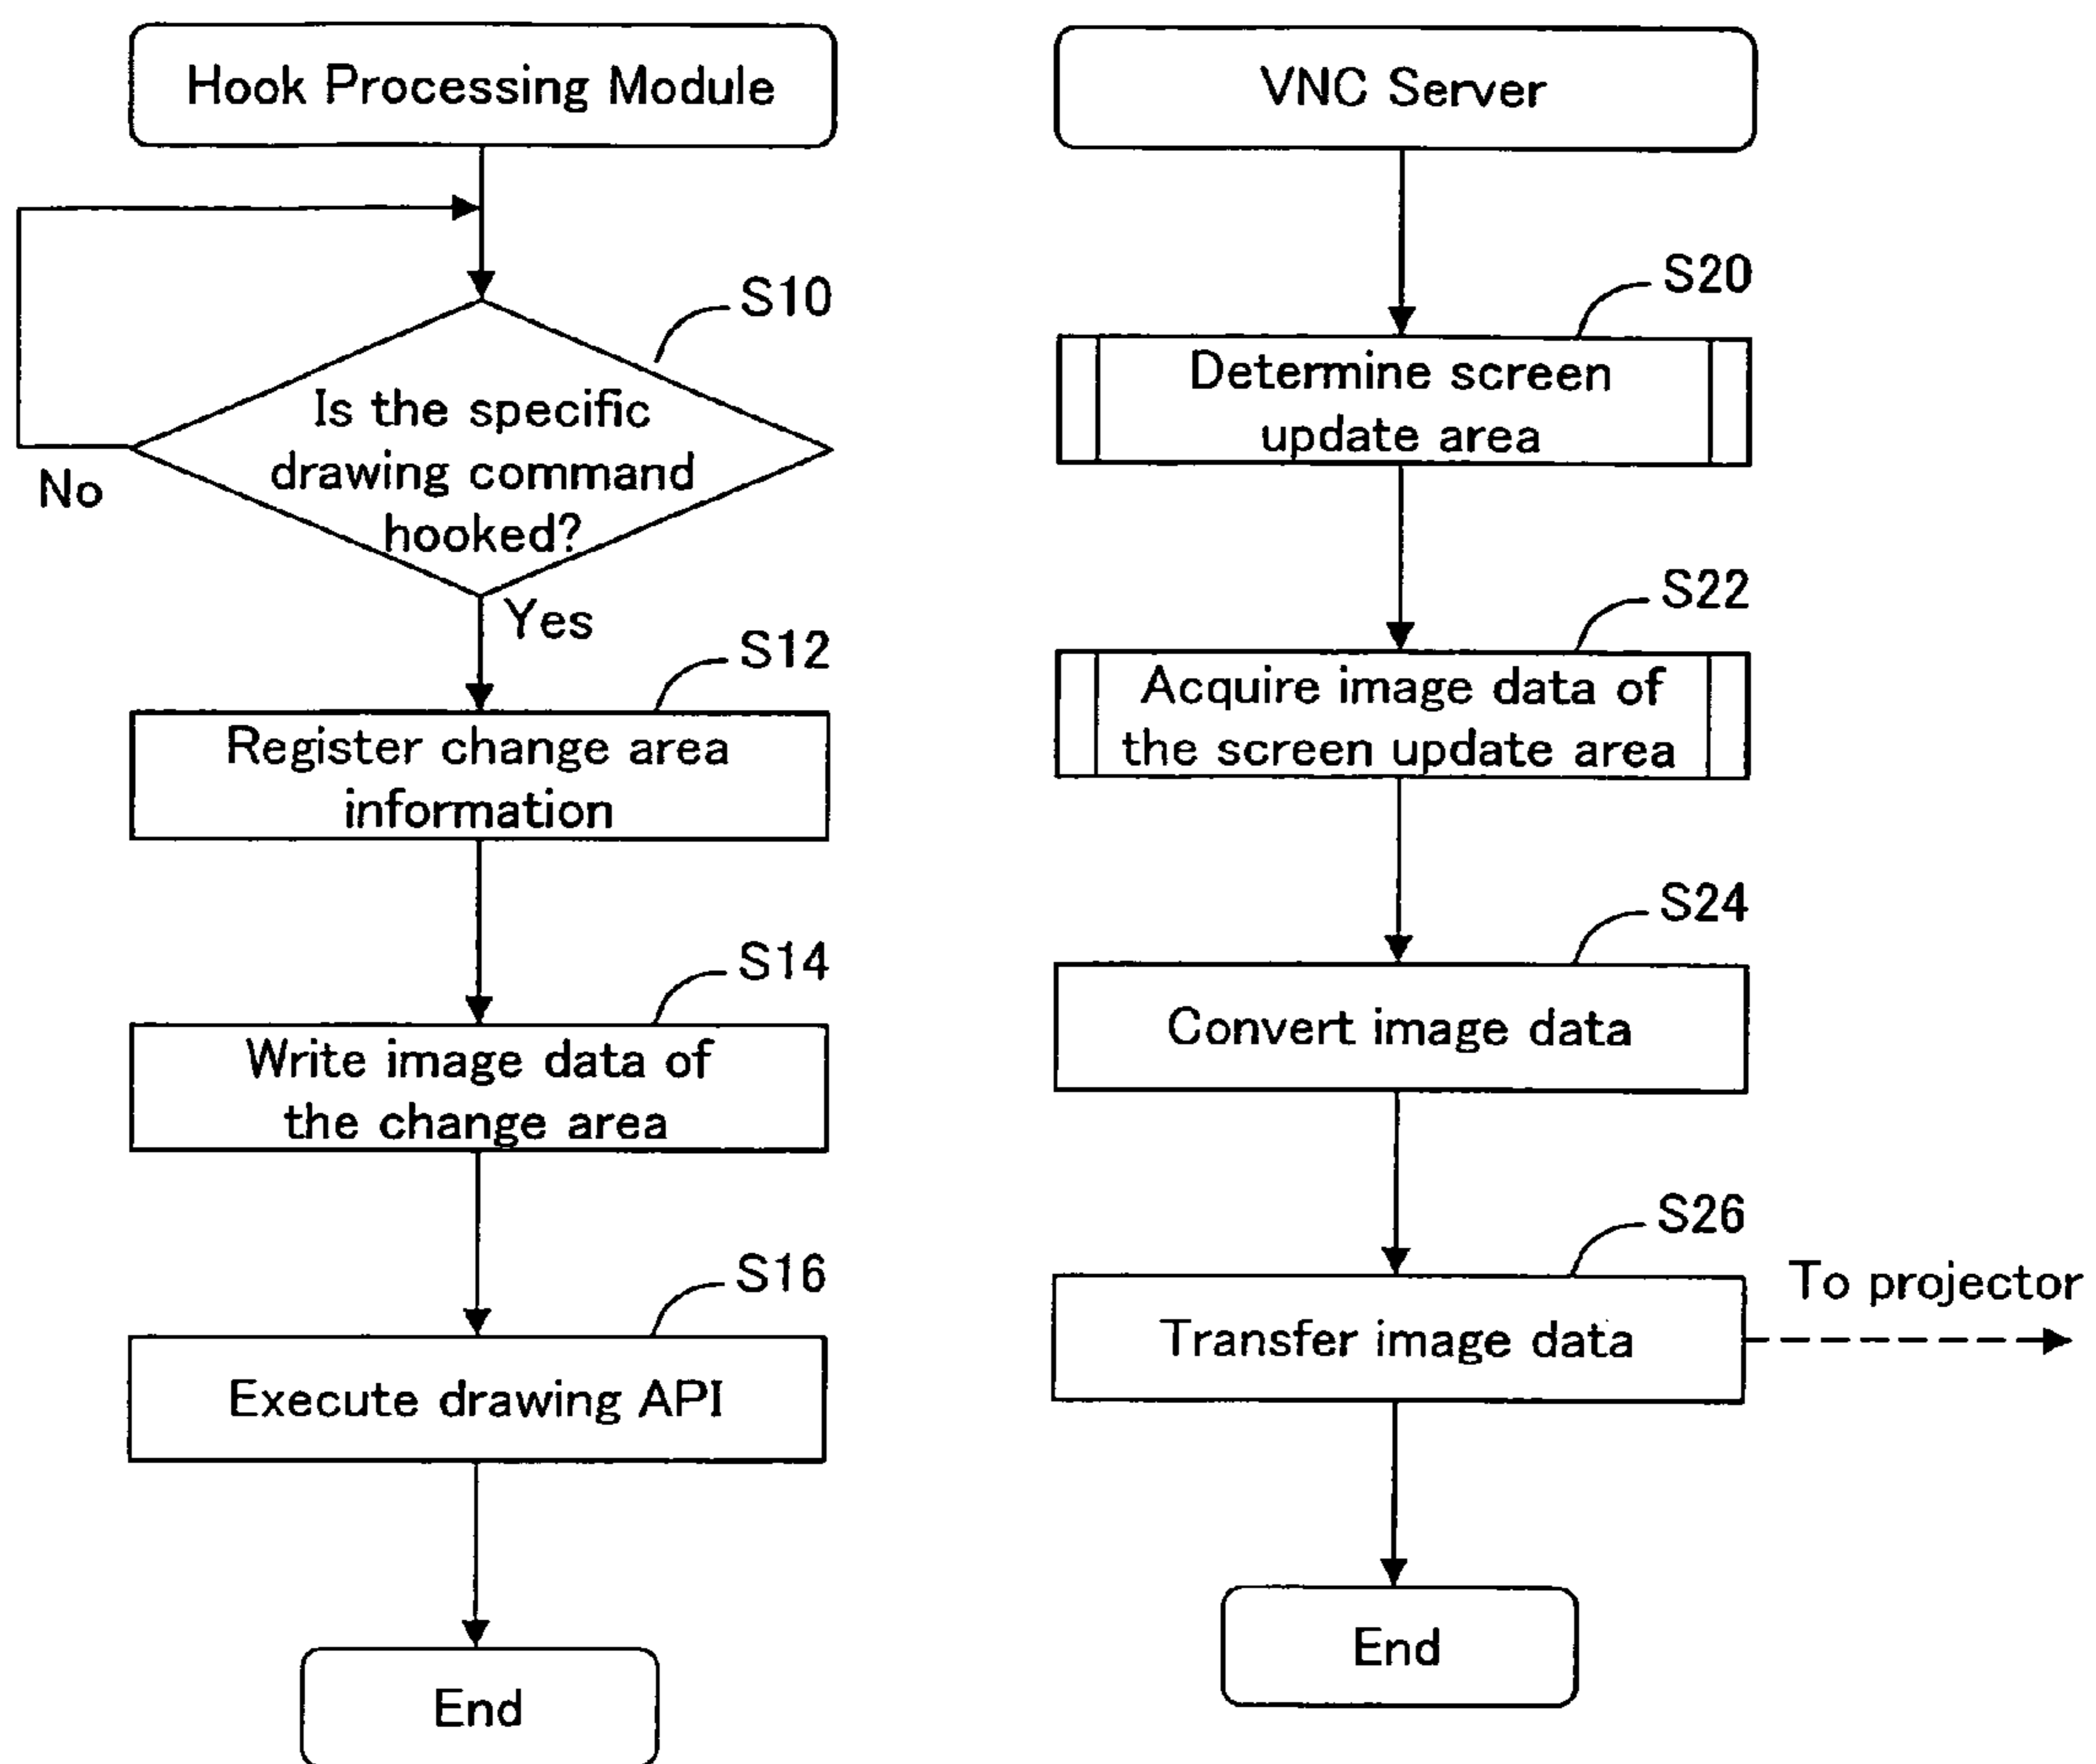 Hook Processing Module
S10
Is the specific
drawing command
hooked?
No
Yes
S12
Register change area
information
S14
Write image data of
the change area
S16
Execute drawing API
End
VNC Server
S20
Determine screen
update area
S22
Acquire image data of
the screen update area
S24
Convert image data
S26
Transfer image data
To projector
End